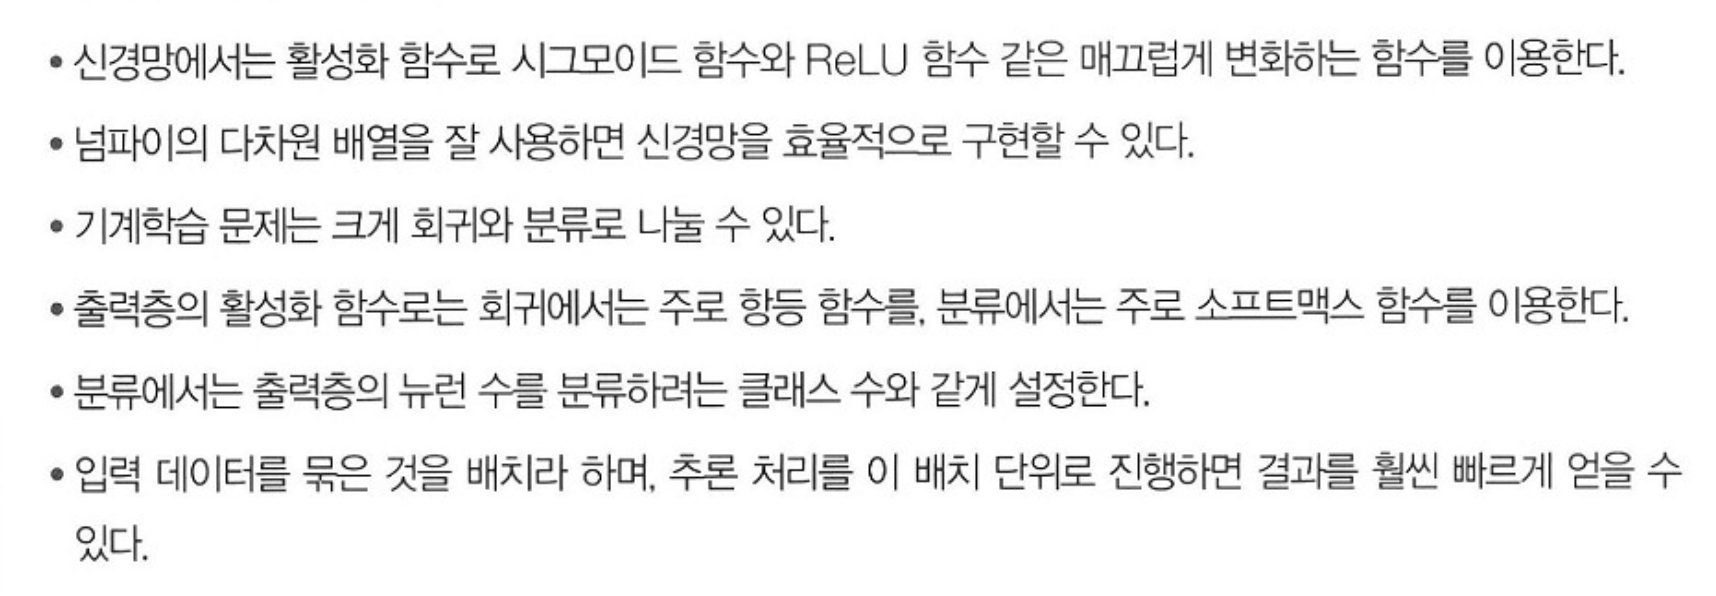 • 신경망에서는 활성화 함수로 시그모이드 함수와 ReLU 함수 같은 매끄럽게 변화하는 함수를 이용한다.
• 넘파이의 다차원 배열을 잘 사용하면 신경망을 효율적으로 구현할 수 있다.
• 기계학습 문제는 크게 회귀와 분류로 나눌 수 있다.
• 출력층의 활성화 함수로는 회귀에서는 주로 항등 함수를, 분류에서는 주로 소프트맥스 함수를 이용한다.
• 분류에서는 출력층의 뉴런 수를 분류하려는 클래스 수와 같게 설정한다.
• 입력 데이터를 묶은 것을 배치라 하며, 추론 처리를 이 배치 단위로 진행하면 결과를 훨씬 빠르게 얻을 수
있다.